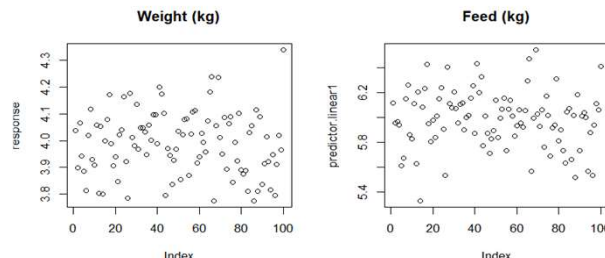 Weight (kg)
response
4.3
4.2
4.1
4.0
3.9
3.8
0 20 40 60 80 100
Index
Feed (kg)
predictor.linear1
6.2
5.8
5.4
0 20 40 60 80 100
Index